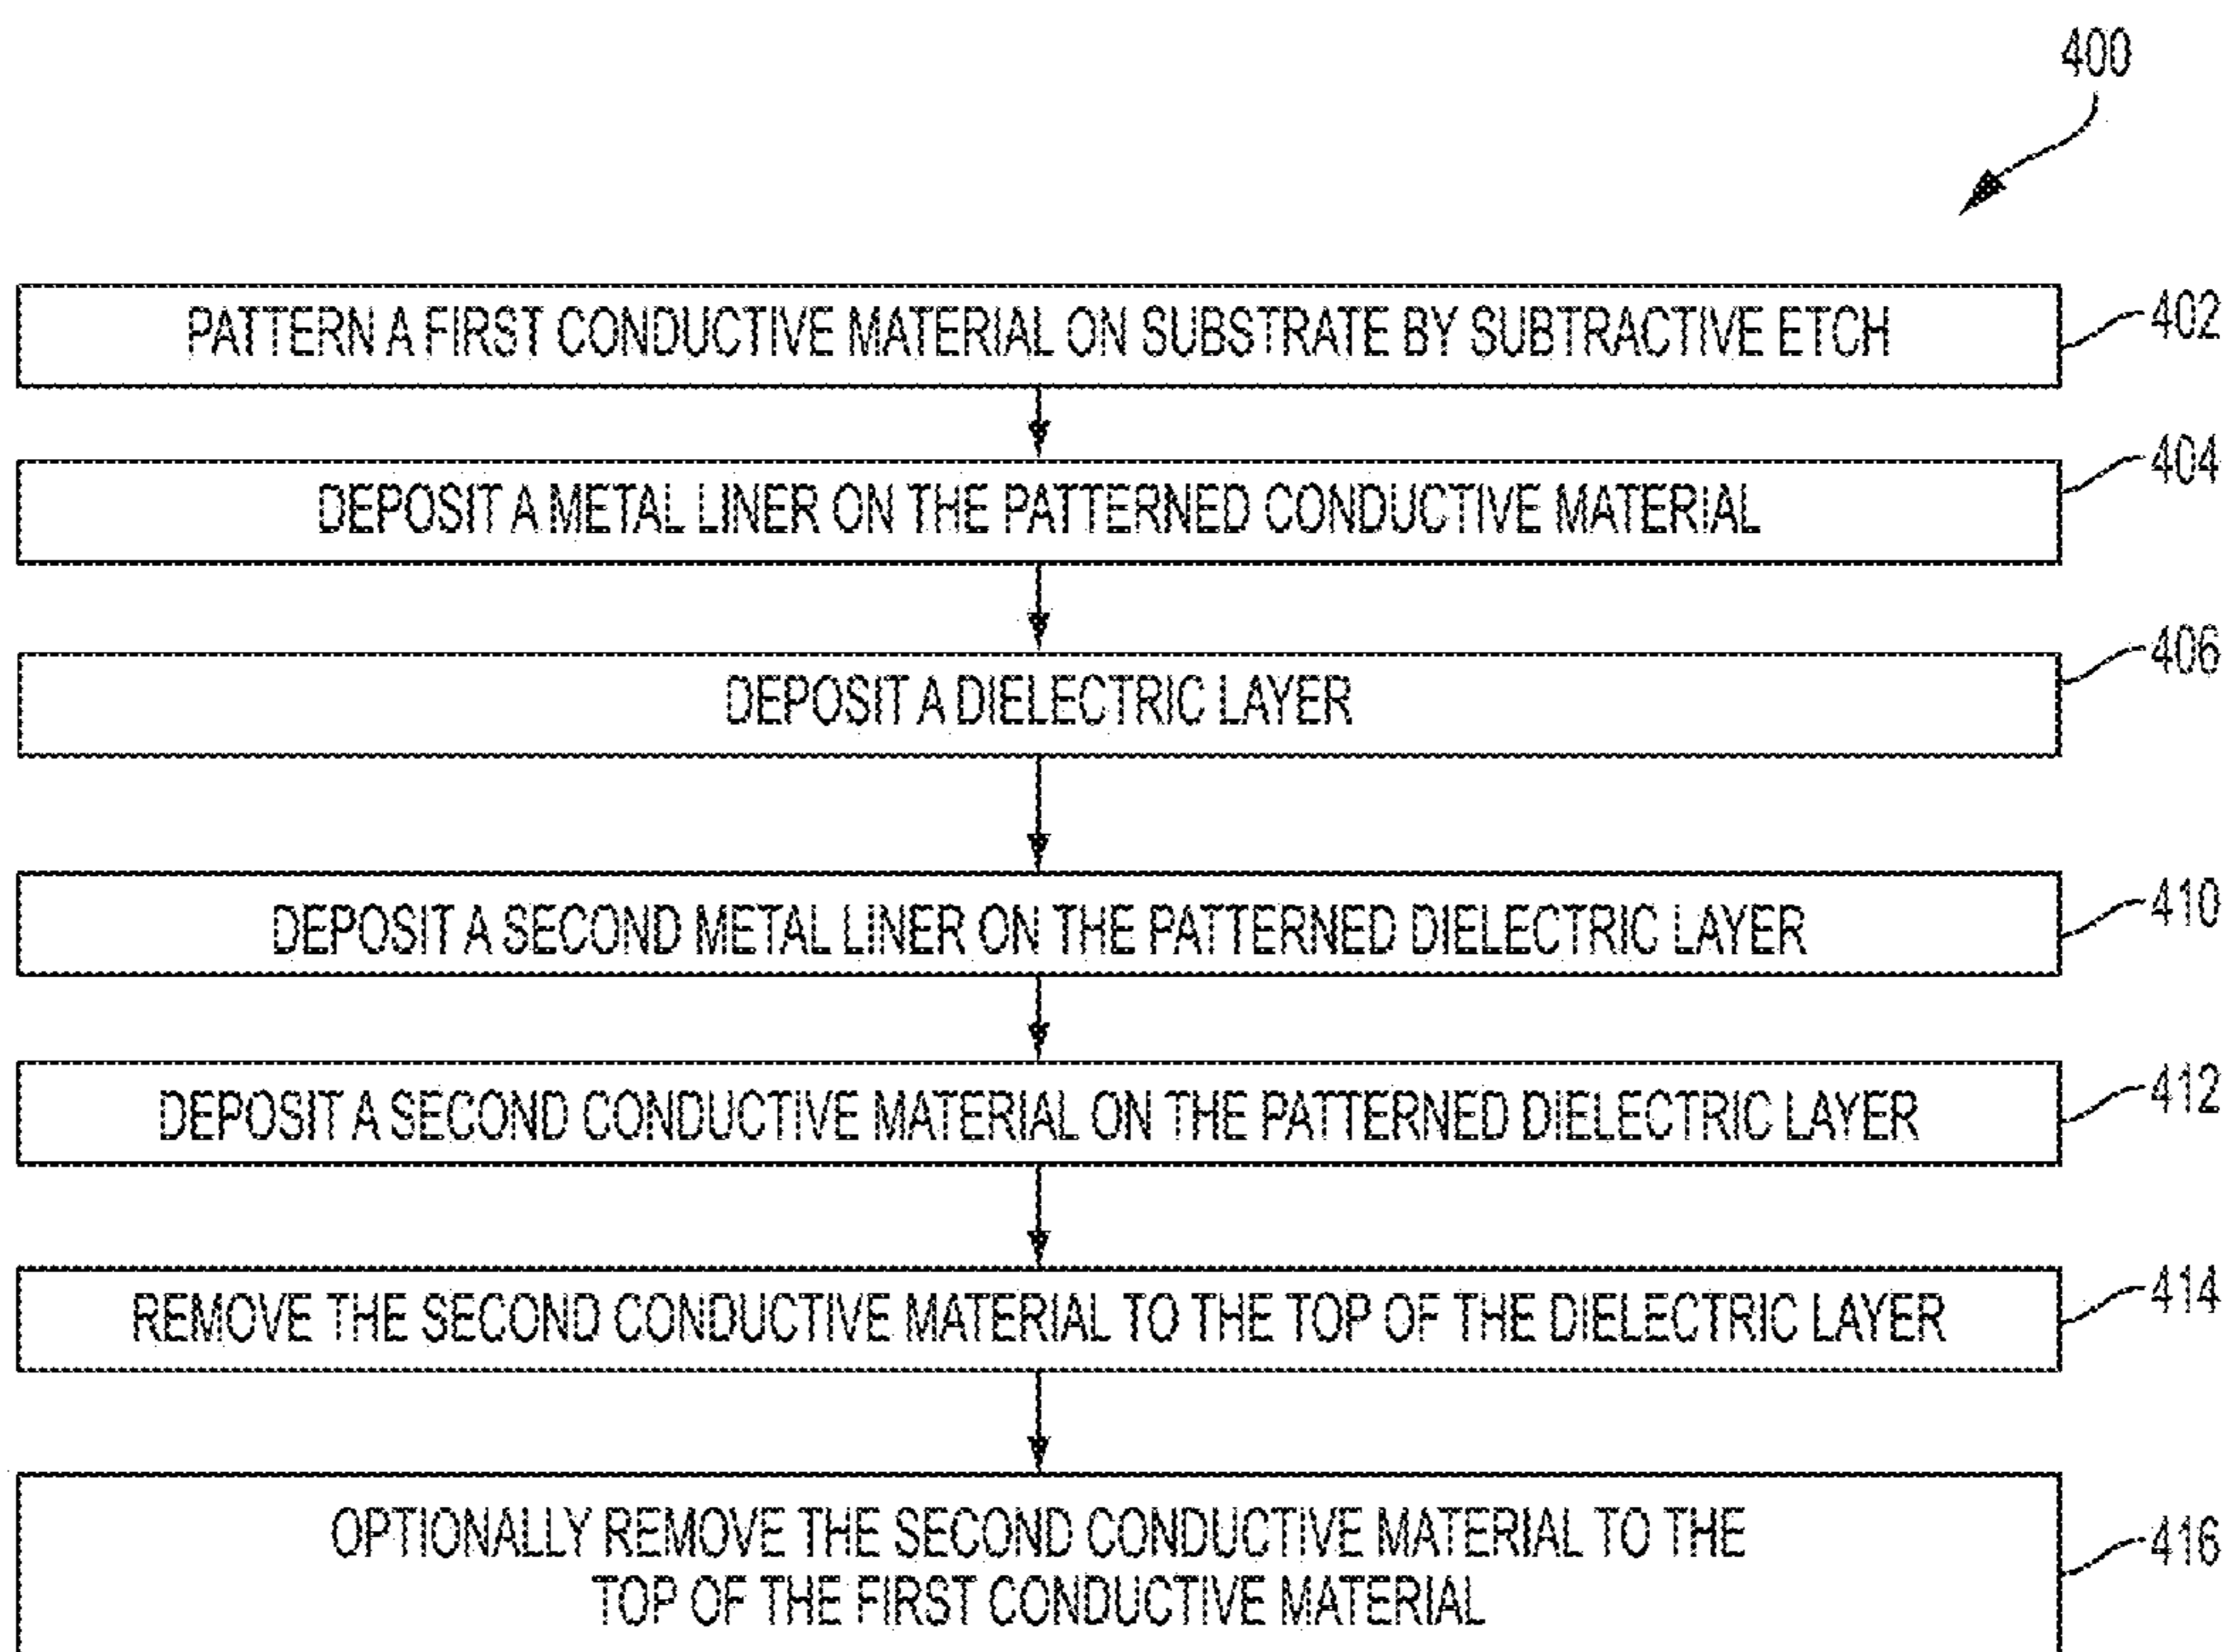 400
PATTERN A FIRST CONDUCTIVE MATERIAL ON SUBSTRATE BY SUBTRACTIVE ETCH
402
DEPOSIT A METAL LINER ON THE PATTERNED CONDUCTIVE MATERIAL
404
DEPOSIT A DIELECTRIC LAYER
406
DEPOSIT A SECOND METAL LINER ON THE PATTERNED DIELECTRIC LAYER
410
DEPOSIT A SECOND CONDUCTIVE MATERIAL ON THE PATTERNED DIELECTRIC LAYER
412
REMOVE THE SECOND CONDUCTIVE MATERIAL TO THE TOP OF THE DIELECTRIC LAYER
414
OPTIONALLY REMOVE THE SECOND CONDUCTIVE MATERIAL TO THE
TOP OF THE FIRST CONDUCTIVE MATERIAL
416